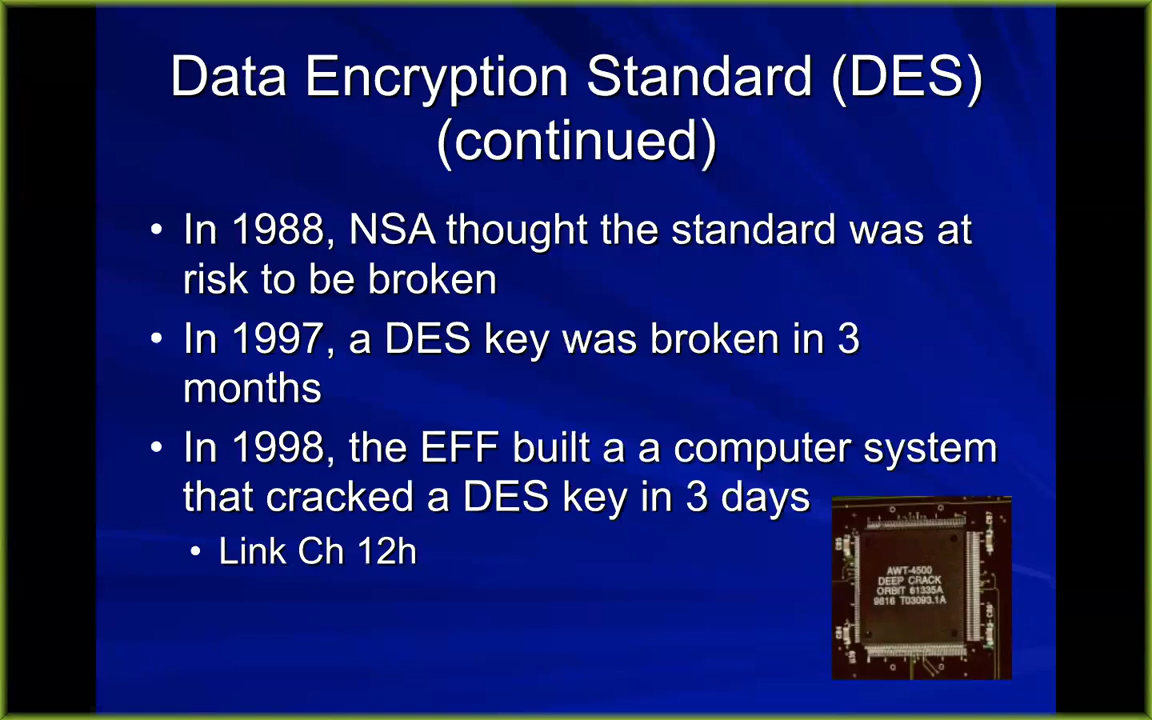 Data Encryption Standard (DES)
(continued)
• In 1988, NSA thought the standard was at
risk to be broken
• In 1997, a DES key was broken in 3
months
• In 1998, the EFF built a a computer system
that cracked a DES key in 3 days
• Link Ch 12h
AWT-4500
DEEP CRACK
ORBIT 61335A
9816 T03093.1A